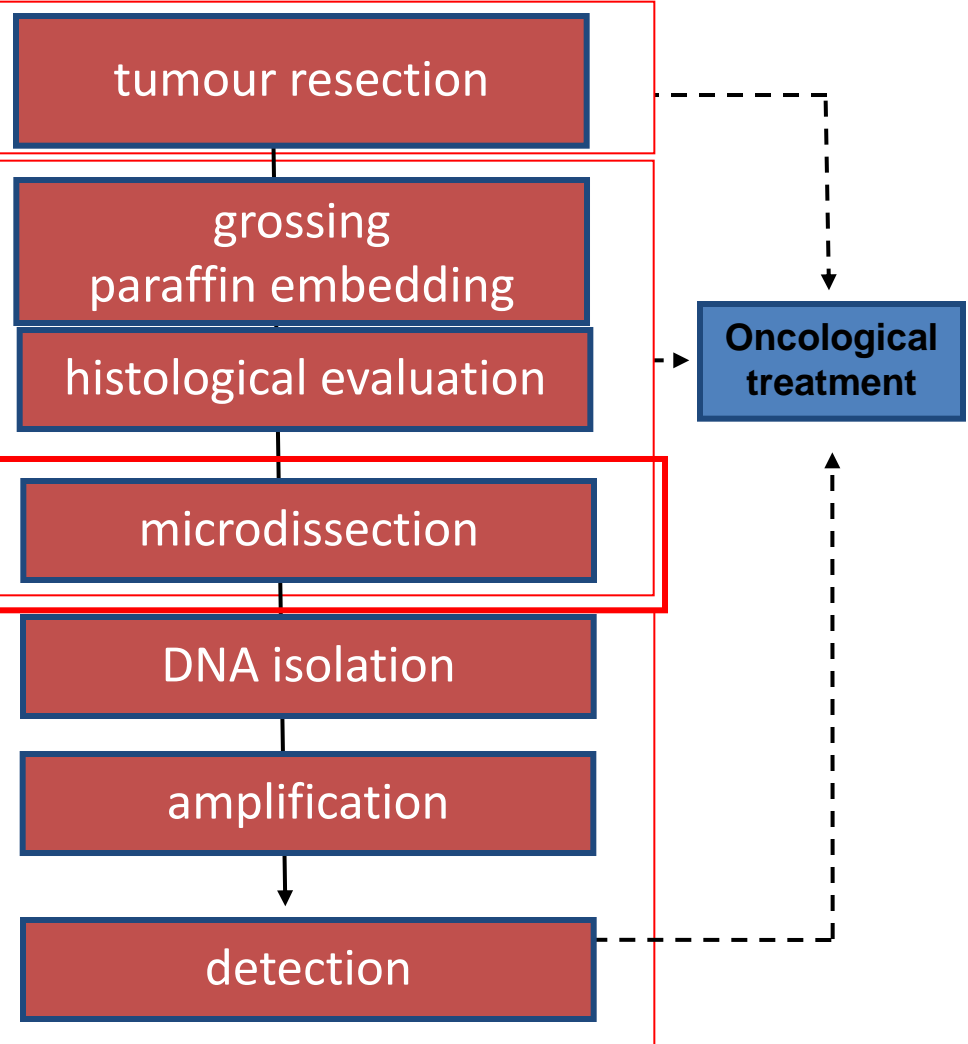 tumour resection
grossing
paraffin embedding
histological evaluation
Oncological
treatment
microdissection
DNA isolation
amplification
detection